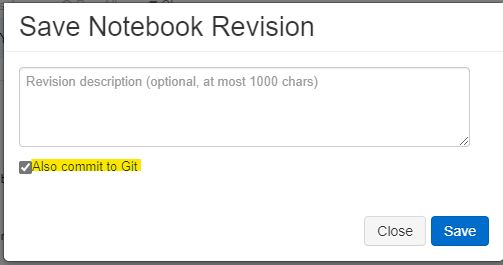 Save Notebook Revision
Revision description (optional, at most 1000 chars)
Also commit to Git
Close
Save